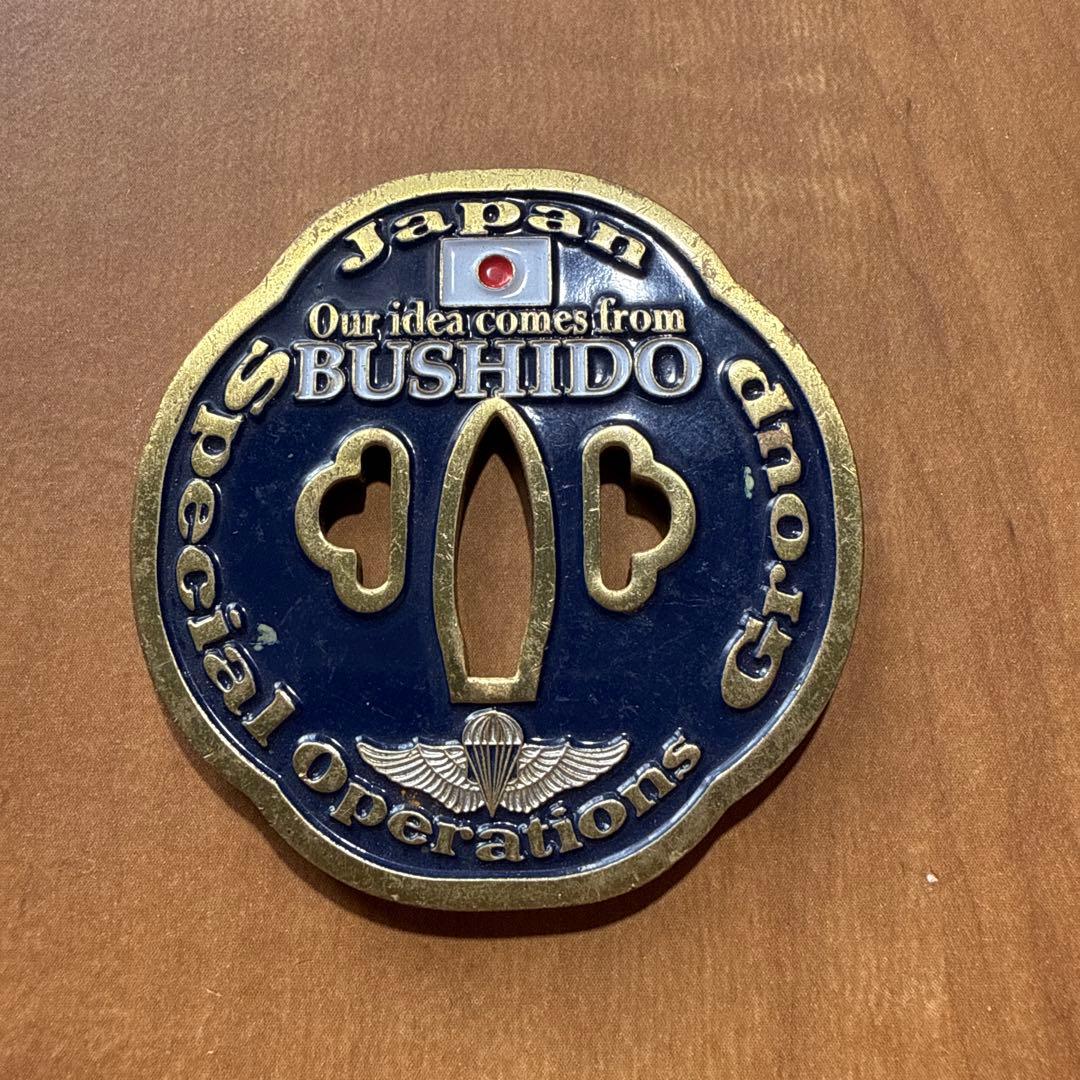 Japan
Our idea comes from
BUSHIDO
Special Operations Group